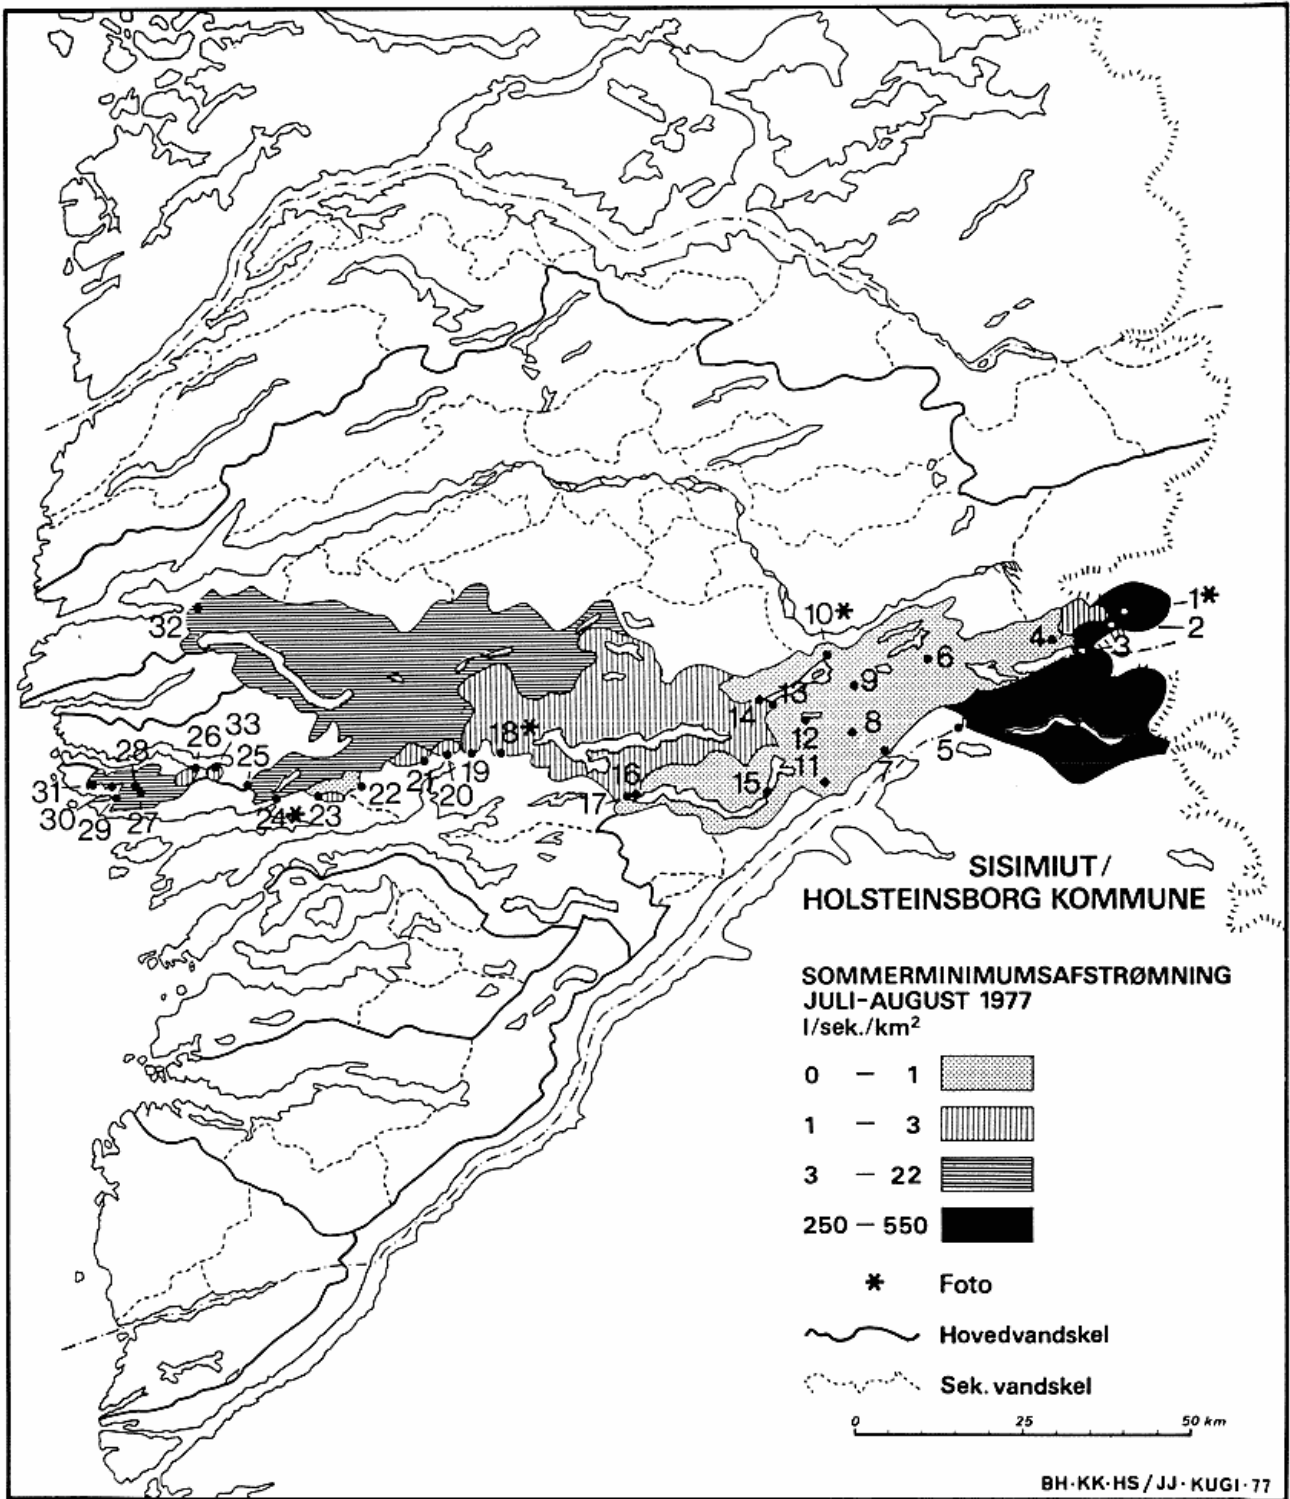 1*
2
3
4
10*
6
32
13
9
14
18*
8
12
33
26
28
25
5
19
21
16
11
15
20
22
31
17
30
27
24*
23
29
SISIMIUT/
HOLSTEINSBORG KOMMUNE
SOMMERMINIMUMSAFSTRØMNING
JULI-AUGUST 1977
l/sek./km²
0 – 1
1 – 3
3 – 22
250 – 550
* Foto
Hovedvandskel
Sek. vandskel
0 25 50 km
BH·KK·HS/JJ·KUGI·77